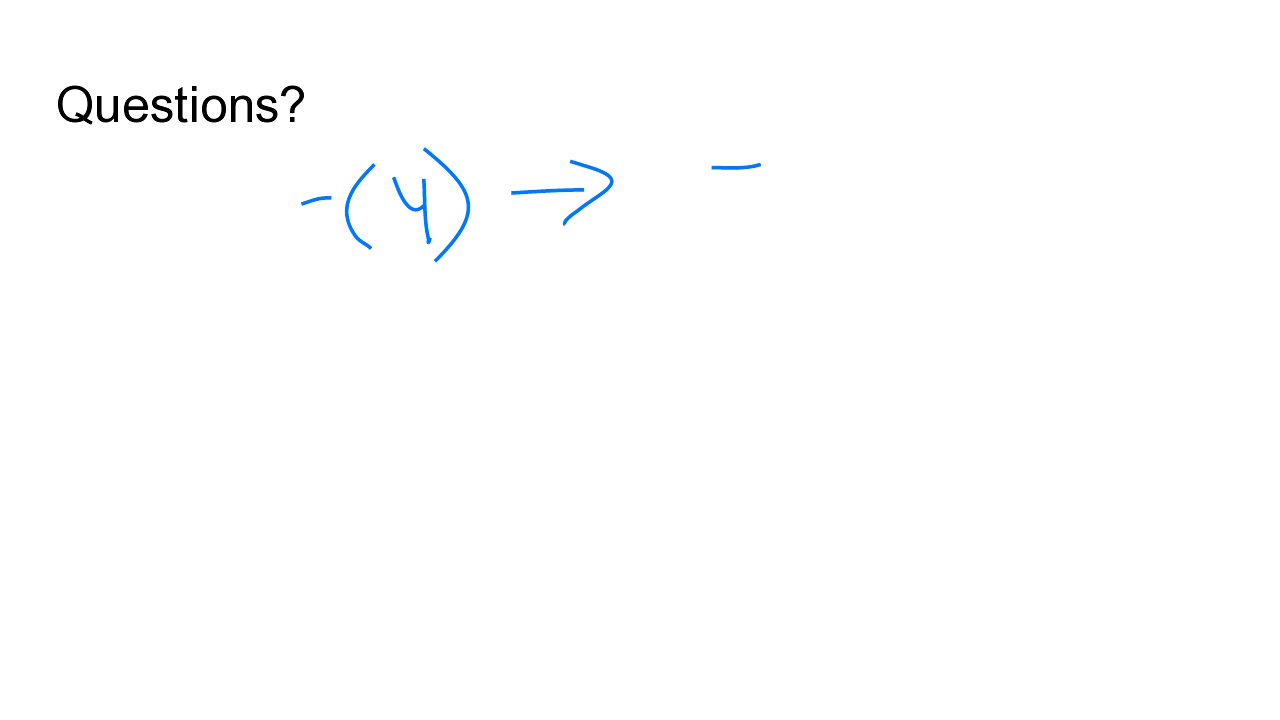 Questions?
-(4) → -